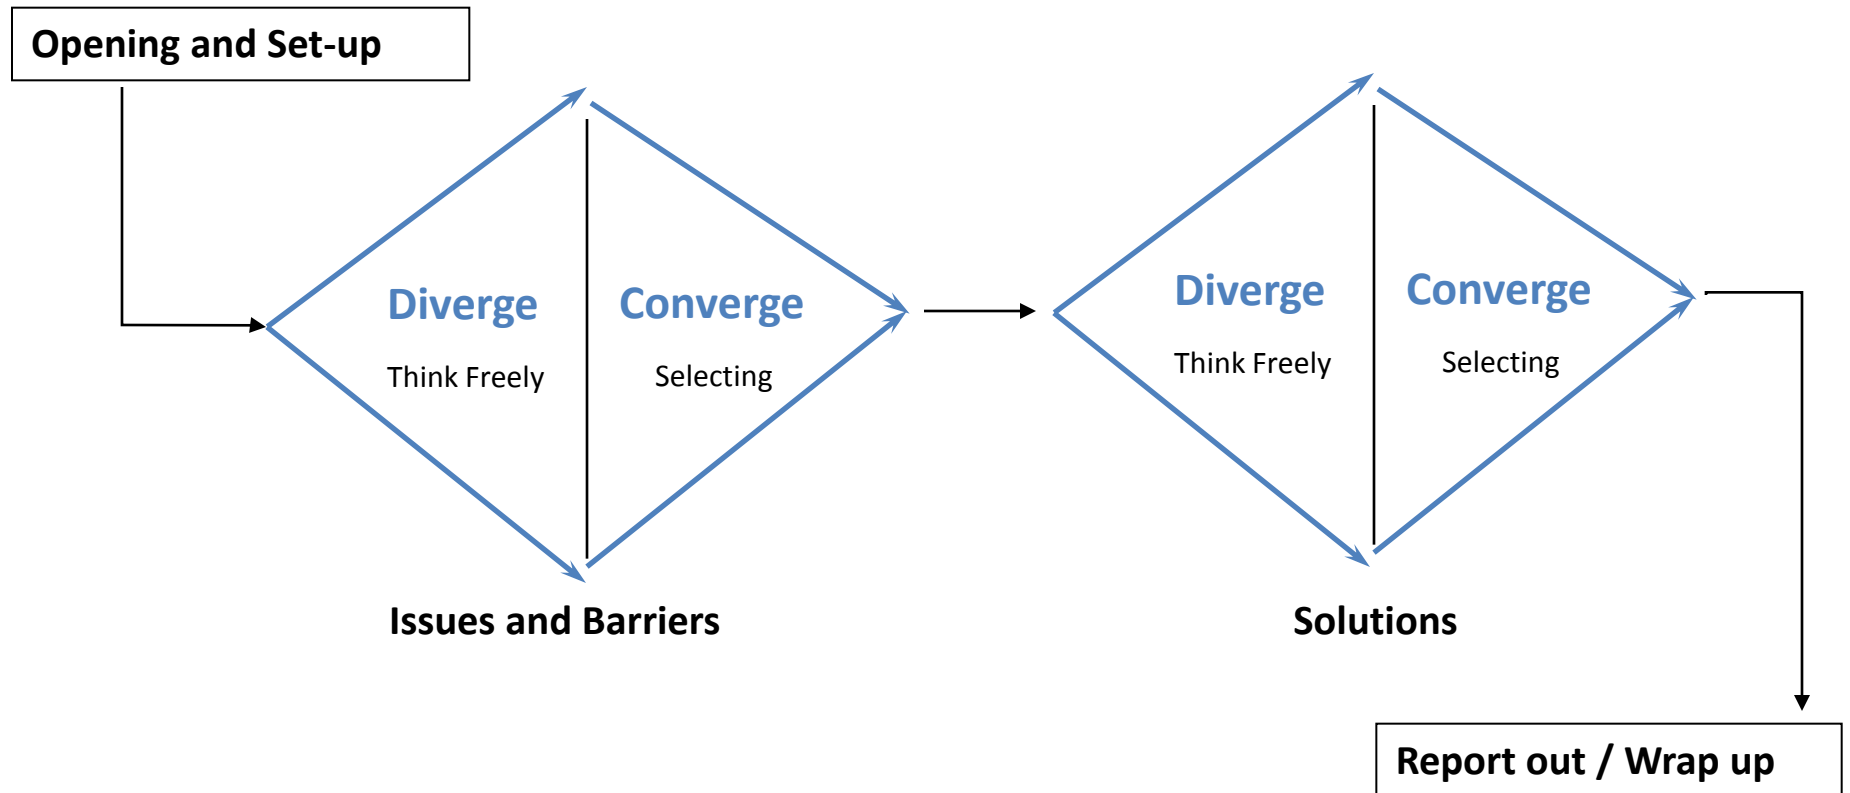 Opening and Set-up
Diverge
Think Freely
Converge
Selecting
Issues and Barriers
Diverge
Think Freely
Converge
Selecting
Solutions
Report out / Wrap up